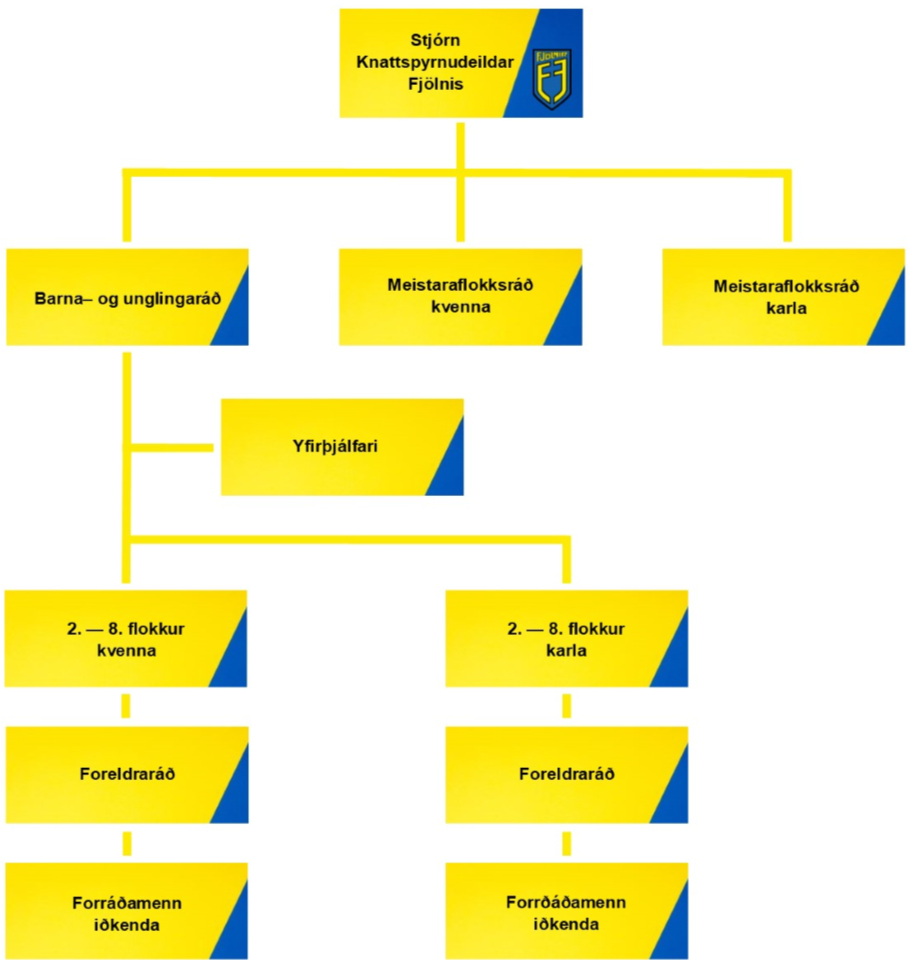 Stjórn
Knattspyrnudeildar
Fjölnis
FJÖLNIR
Barna– og unglingaráð
Meistaraflokksráð
kvenna
Meistaraflokksráð
karla
Yfirþjálfari
2. — 8. flokkur
kvenna
2. — 8. flokkur
karla
Foreldraráð
Foreldraráð
Forráðamenn
iðkenda
Forrðáðamenn
iðkenda